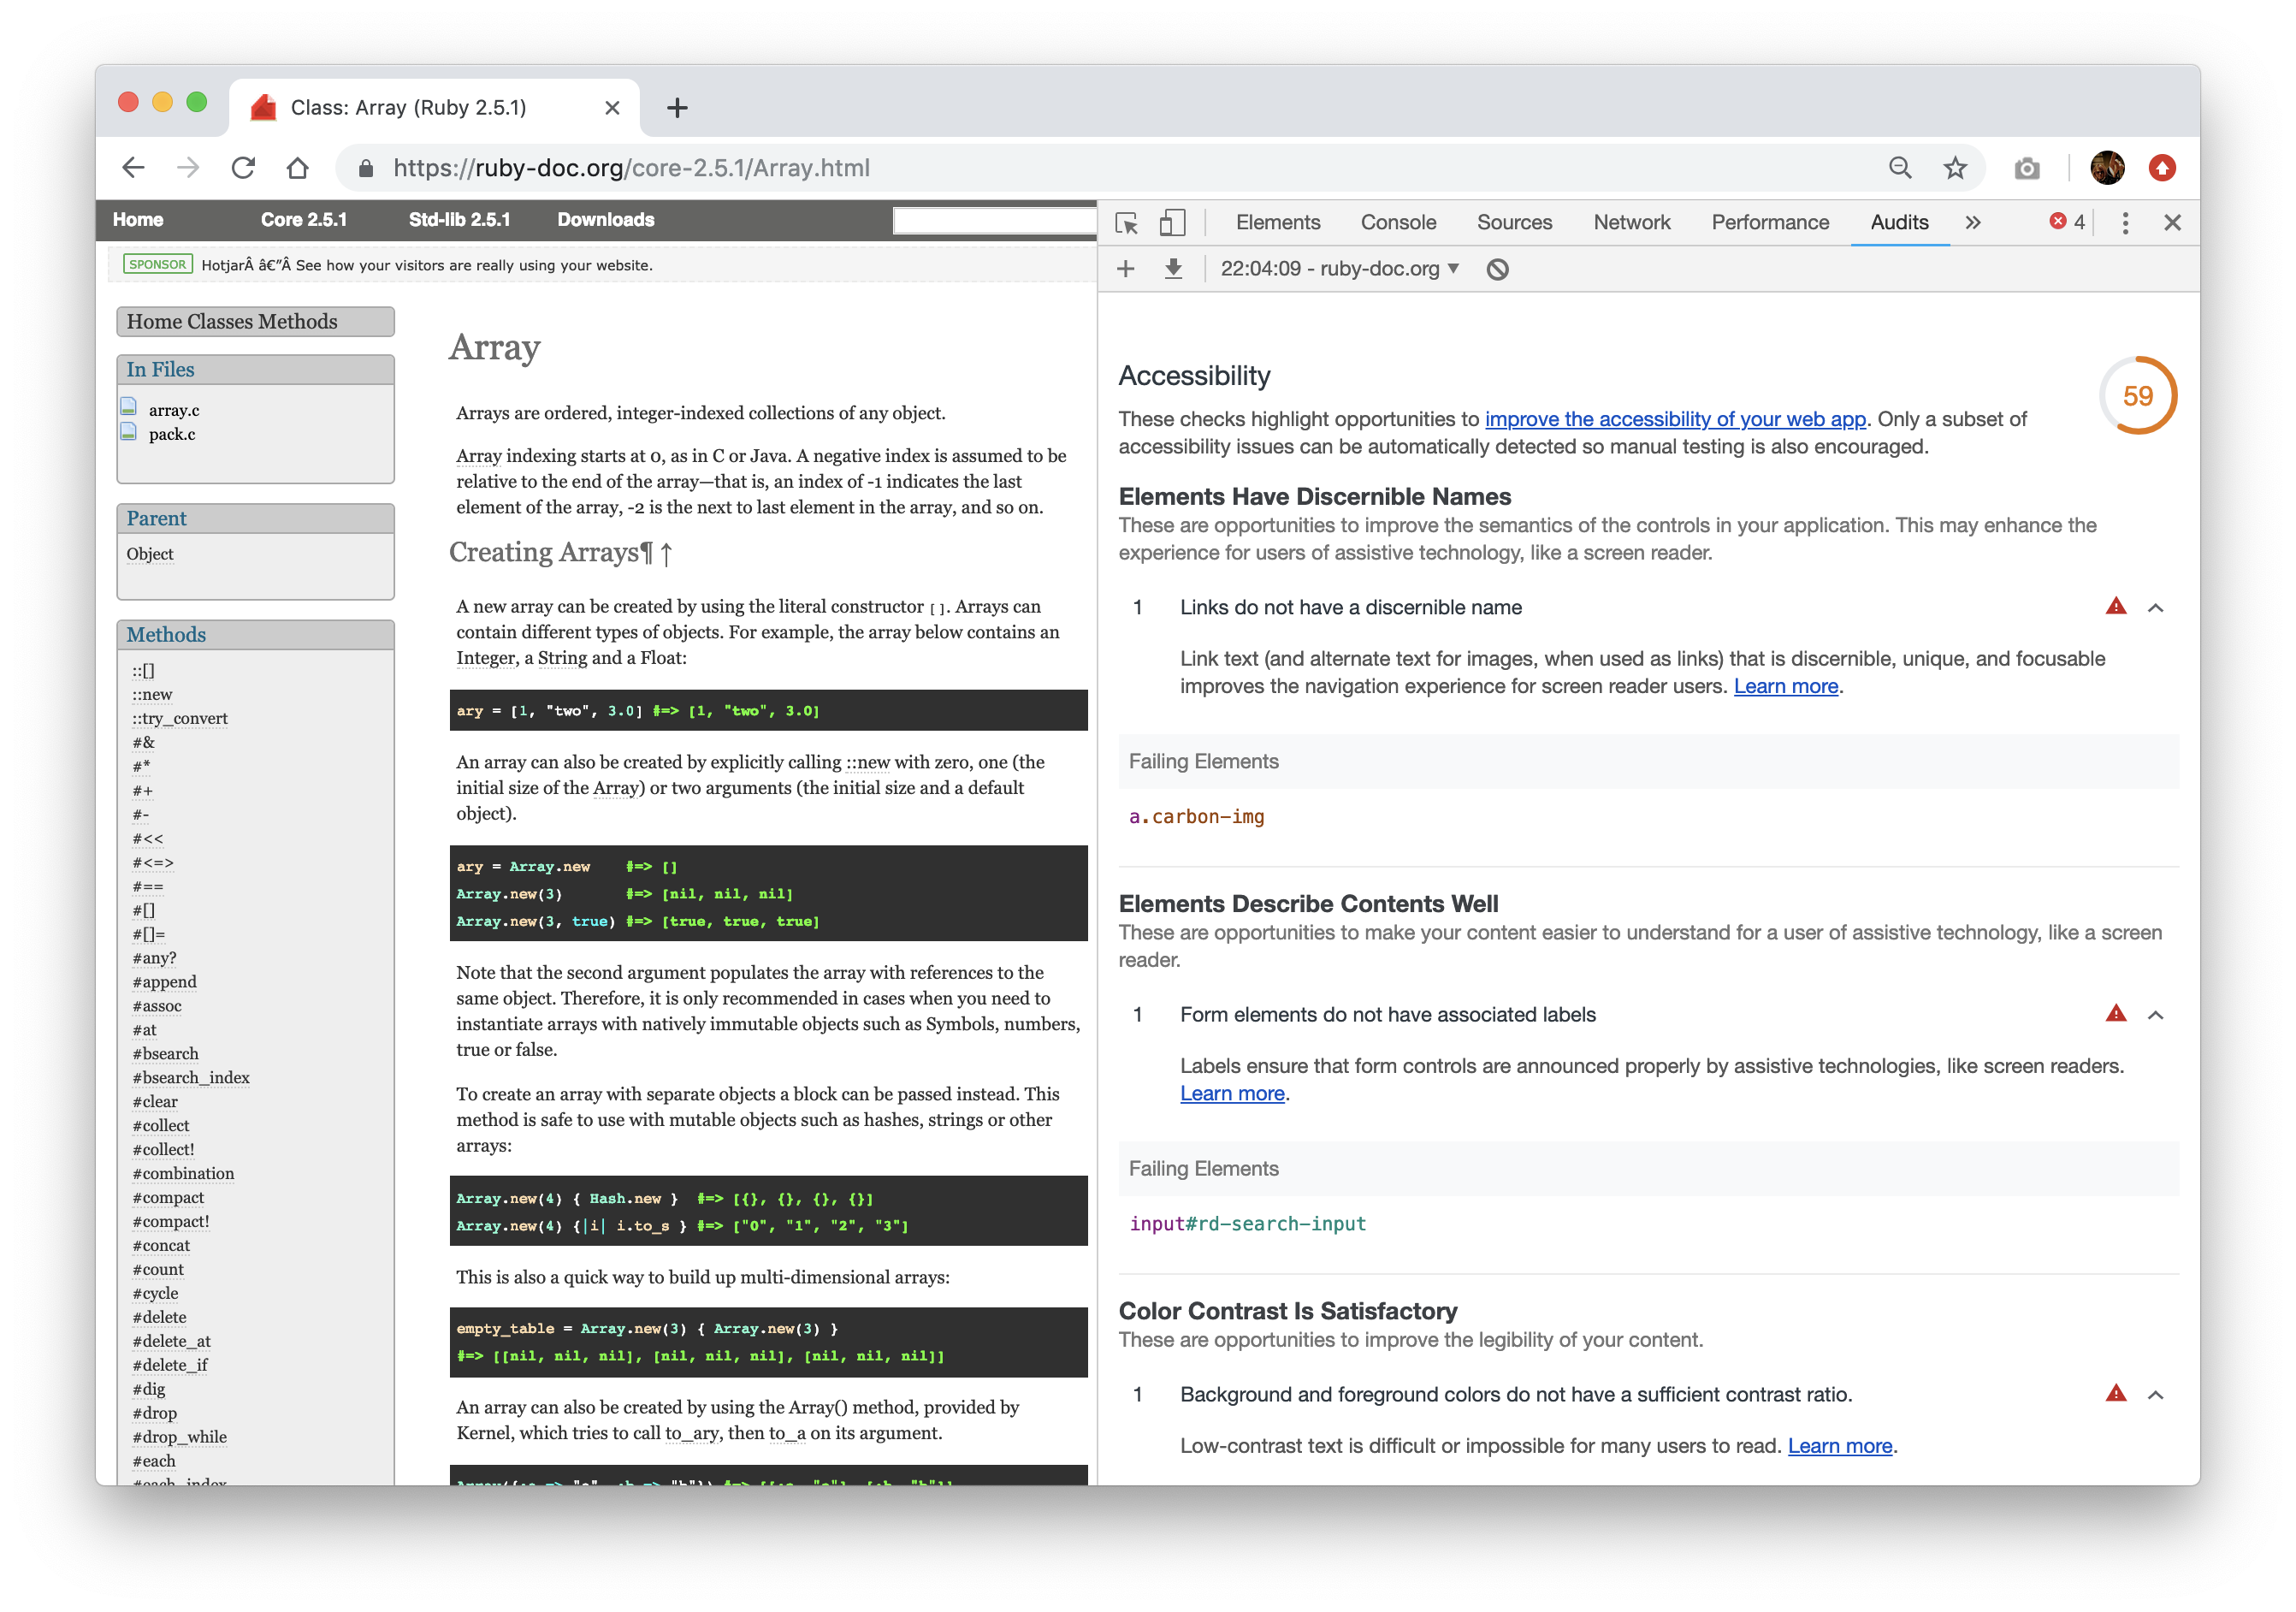 Class: Array (Ruby 2.5.1)
https://ruby-doc.org/core-2.5.1/Array.html
Home Core 2.5.1 Std-lib 2.5.1 Downloads
SPONSOR HotjarÂ â€”Â See how your visitors are really using your website.
Home Classes Methods
In Files
array.c
pack.c
Parent
Object
Methods
::[]
::new
::try_convert
#&
#*
#+
#-
#<<
#<=>
#==
#[]
#[]=
#any?
#append
#assoc
#at
#bsearch
#bsearch_index
#clear
#collect
#collect!
#combination
#compact
#compact!
#concat
#count
#cycle
#delete
#delete_at
#delete_if
#dig
#drop
#drop_while
#each
#each_index
Array
Arrays are ordered, integer-indexed collections of any object.
Array indexing starts at 0, as in C or Java. A negative index is assumed to be
relative to the end of the array—that is, an index of -1 indicates the last
element of the array, -2 is the next to last element in the array, and so on.
Creating Arrays¶ ↑
A new array can be created by using the literal constructor []. Arrays can
contain different types of objects. For example, the array below contains an
Integer, a String and a Float:
ary = [1, "two", 3.0] #=> [1, "two", 3.0]
An array can also be created by explicitly calling ::new with zero, one (the
initial size of the Array) or two arguments (the initial size and a default
object).
ary = Array.new    #=> []
Array.new(3)       #=> [nil, nil, nil]
Array.new(3, true) #=> [true, true, true]
Note that the second argument populates the array with references to the
same object. Therefore, it is only recommended in cases when you need to
instantiate arrays with natively immutable objects such as Symbols, numbers,
true or false.
To create an array with separate objects a block can be passed instead. This
method is safe to use with mutable objects such as hashes, strings or other
arrays:
Array.new(4) { Hash.new }  #=> [{}, {}, {}, {}]
Array.new(4) {|i| i.to_s } #=> ["0", "1", "2", "3"]
This is also a quick way to build up multi-dimensional arrays:
empty_table = Array.new(3) { Array.new(3) }
#=> [[nil, nil, nil], [nil, nil, nil], [nil, nil, nil]]
An array can also be created by using the Array() method, provided by
Kernel, which tries to call to_ary, then to_a on its argument.
Array({:a => "a", :b => "b"}) #=> [[:a, "a"], [:b, "b"]]
Elements Console Sources Network Performance Audits » 4
22:04:09 - ruby-doc.org
Accessibility
59
These checks highlight opportunities to improve the accessibility of your web app. Only a subset of
accessibility issues can be automatically detected so manual testing is also encouraged.
Elements Have Discernible Names
These are opportunities to improve the semantics of the controls in your application. This may enhance the
experience for users of assistive technology, like a screen reader.
1 Links do not have a discernible name
Link text (and alternate text for images, when used as links) that is discernible, unique, and focusable
improves the navigation experience for screen reader users. Learn more.
Failing Elements
a.carbon-img
Elements Describe Contents Well
These are opportunities to make your content easier to understand for a user of assistive technology, like a screen
reader.
1 Form elements do not have associated labels
Labels ensure that form controls are announced properly by assistive technologies, like screen readers.
Learn more.
Failing Elements
input#rd-search-input
Color Contrast Is Satisfactory
These are opportunities to improve the legibility of your content.
1 Background and foreground colors do not have a sufficient contrast ratio.
Low-contrast text is difficult or impossible for many users to read. Learn more.